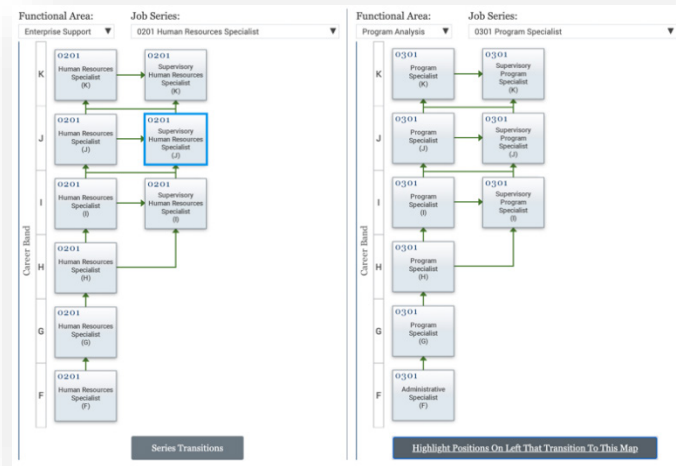 Functional Area:
Job Series:
Enterprise Support ▼
0201 Human Resources Specialist ▼
Career Band
K
0201
Human Resources
Specialist
(K)
0201
Supervisory
Human Resources
Specialist
(K)
J
0201
Human Resources
Specialist
(J)
0201
Supervisory
Human Resources
Specialist
(J)
I
0201
Human Resources
Specialist
(I)
0201
Supervisory
Human Resources
Specialist
(I)
H
0201
Human Resources
Specialist
(H)
G
0201
Human Resources
Specialist
(G)
F
0201
Human Resources
Specialist
(F)
Series Transitions
Functional Area:
Job Series:
Program Analysis ▼
0301 Program Specialist ▼
Career Band
K
0301
Program
Specialist
(K)
0301
Supervisory
Program
Specialist
(K)
J
0301
Program
Specialist
(J)
0301
Supervisory
Program
Specialist
(J)
I
0301
Program
Specialist
(I)
0301
Supervisory
Program
Specialist
(I)
H
0301
Program
Specialist
(H)
G
0301
Program
Specialist
(G)
F
0301
Administrative
Specialist
(F)
Highlight Positions On Left That Transition To This Map